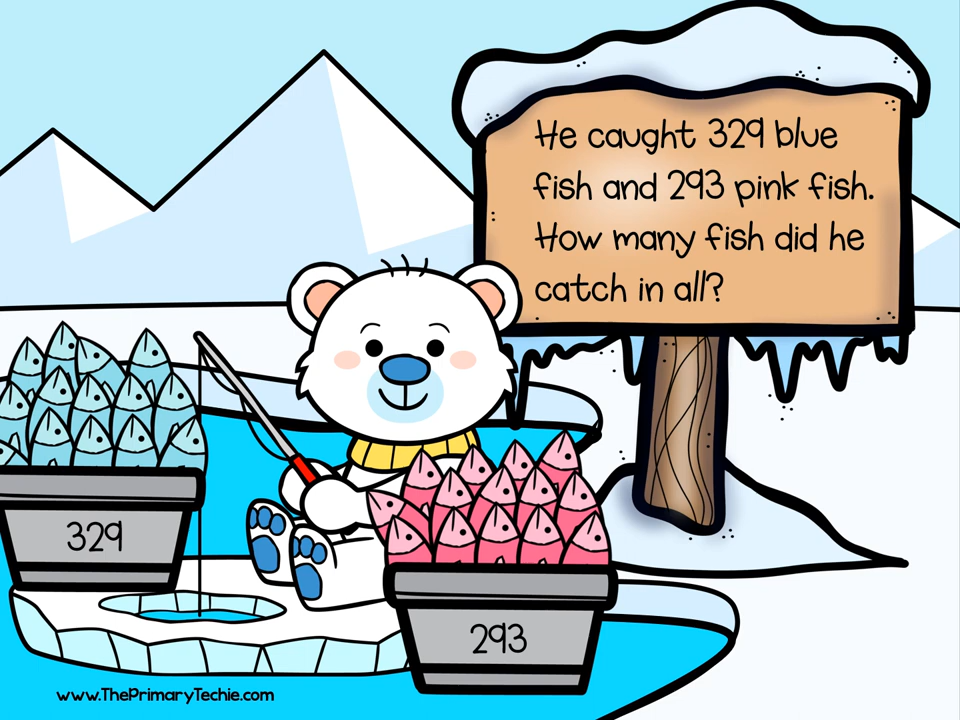 He caught 329 blue
fish and 293 pink fish.
How many fish did he
catch in all?
329
293
www.ThePrimaryTechie.com